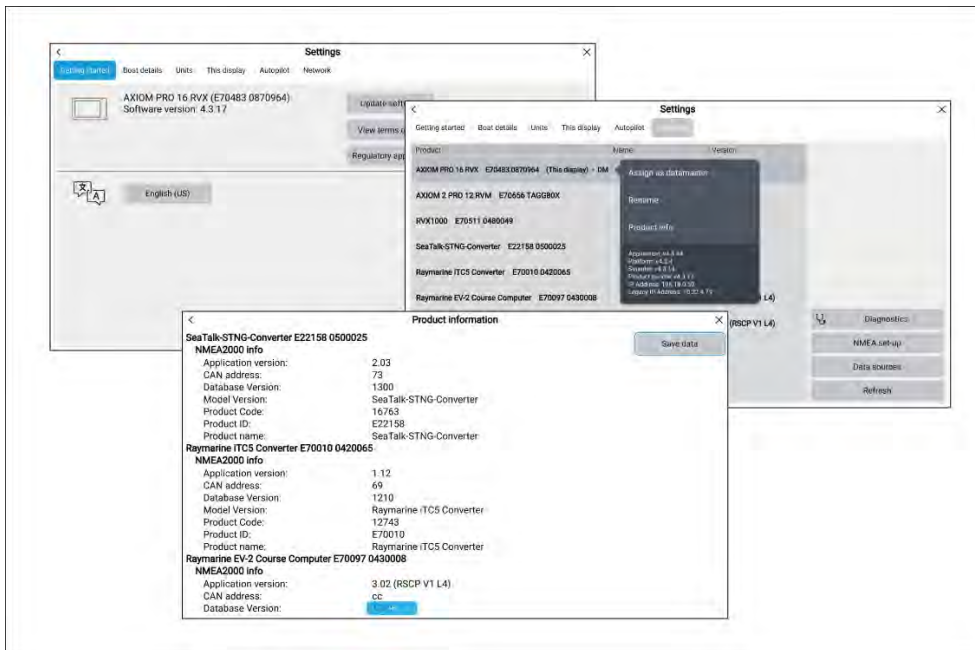 Settings
Getting started Boat details Units This display Autopilot Network
AXIOM PRO 16 RVX (E70483 0870964)
Software version: 4.3.17
Update
View terms
Regulatory
文 A
English (US)
Settings
Getting started Boat details Units This display Autopilot
Product Name Version
AXIOM PRO 16 RVX E70483 0870964 (This display) - DM
AXIOM 2 PRO 12 RVM E70656 TAGGBOX
RVX1000 E70511 0480049
SeaTalk-STNG-Converter E22158 0500025
Raymarine iTC5 Converter E70010 0420065
Raymarine EV-2 Course Computer E70097 0430008
Assign as datamaster
Rename
Product info
L4)
(RSCP V1 L4)
Diagnostics
NMEA set-up
Data sources
Refresh
Product information
Save data
SeaTalk-STNG-Converter E22158 0500025
NMEA2000 info
Application version: 2.03
CAN address: 73
Database Version: 1300
Model Version: SeaTalk-STNG-Converter
Product Code: 16763
Product ID: E22158
Product name: SeaTalk-STNG-Converter
Raymarine iTC5 Converter E70010 0420065
NMEA2000 info
Application version: 1.12
CAN address: 69
Database Version: 1210
Model Version: Raymarine iTC5 Converter
Product Code: 12743
Product ID: E70010
Product name: Raymarine iTC5 Converter
Raymarine EV-2 Course Computer E70097 0430008
NMEA2000 info
Application version: 3.02 (RSCP V1 L4)
CAN address: cc
Database Version: